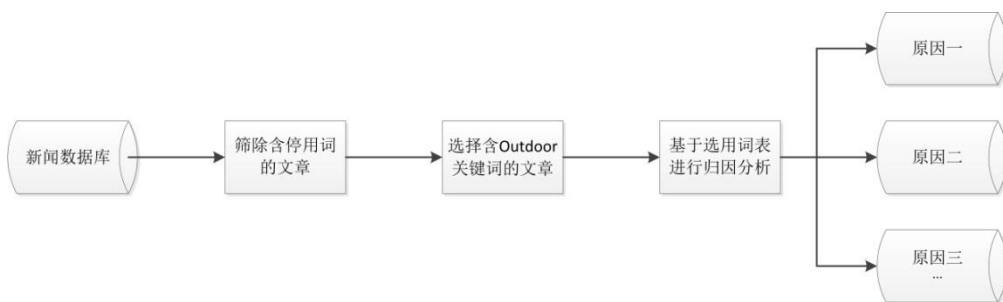 新闻数据库
筛除含停用词
的文章
选择含Outdoor
关键词的文章
基于选用词表
进行归因分析
原因一
原因二
原因三
...